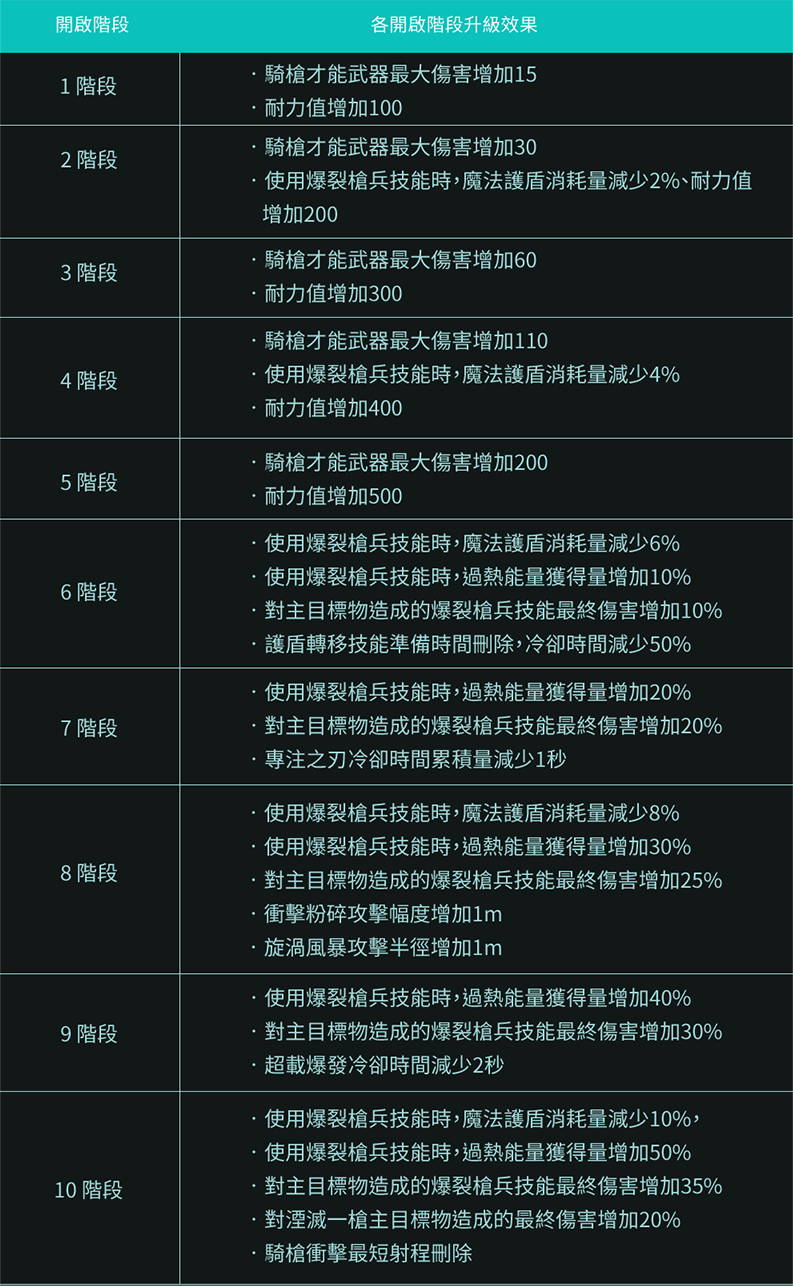 開啟階段 各開啟階段升級效果
1 階段
· 騎槍才能武器最大傷害增加15
· 耐力值增加100
2 階段
· 騎槍才能武器最大傷害增加30
· 使用爆裂槍兵技能時，魔法護盾消耗量減少2%、耐力值
增加200
3 階段
· 騎槍才能武器最大傷害增加60
· 耐力值增加300
4 階段
· 騎槍才能武器最大傷害增加110
· 使用爆裂槍兵技能時，魔法護盾消耗量減少4%
· 耐力值增加400
5 階段
· 騎槍才能武器最大傷害增加200
· 耐力值增加500
6 階段
· 使用爆裂槍兵技能時，魔法護盾消耗量減少6%
· 使用爆裂槍兵技能時，過熱能量獲得量增加10%
· 對主目標物造成的爆裂槍兵技能最終傷害增加10%
· 護盾轉移技能準備時間刪除，冷卻時間減少50%
7 階段
· 使用爆裂槍兵技能時，過熱能量獲得量增加20%
· 對主目標物造成的爆裂槍兵技能最終傷害增加20%
· 專注之刃冷卻時間累積量減少1秒
8 階段
· 使用爆裂槍兵技能時，魔法護盾消耗量減少8%
· 使用爆裂槍兵技能時，過熱能量獲得量增加30%
· 對主目標物造成的爆裂槍兵技能最終傷害增加25%
· 衝擊粉碎攻擊幅度增加1m
· 旋渦風暴攻擊半徑增加1m
9 階段
· 使用爆裂槍兵技能時，過熱能量獲得量增加40%
· 對主目標物造成的爆裂槍兵技能最終傷害增加30%
· 超載爆發冷卻時間減少2秒
10 階段
· 使用爆裂槍兵技能時，魔法護盾消耗量減少10%，
· 使用爆裂槍兵技能時，過熱能量獲得量增加50%
· 對主目標物造成的爆裂槍兵技能最終傷害增加35%
· 對湮滅一槍主目標物造成的最終傷害增加20%
· 騎槍衝擊最短射程刪除